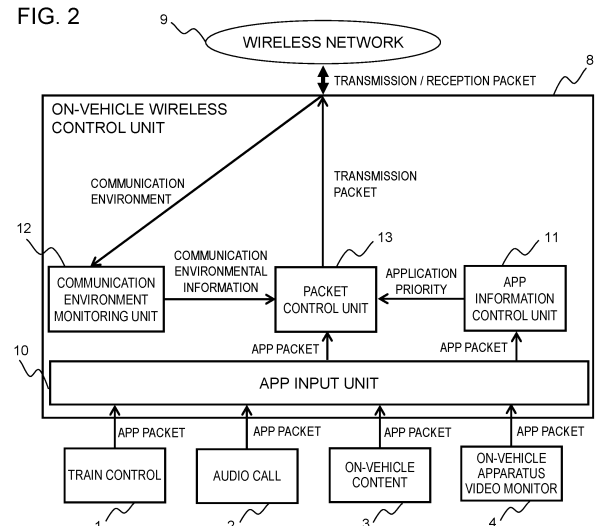 FIG. 2
9
WIRELESS NETWORK
TRANSMISSION / RECEPTION PACKET
8
ON-VEHICLE WIRELESS
CONTROL UNIT
COMMUNICATION
ENVIRONMENT
TRANSMISSION
PACKET
12
COMMUNICATION
ENVIRONMENTAL
INFORMATION
13
APPLICATION
PRIORITY
11
COMMUNICATION
ENVIRONMENT
MONITORING UNIT
PACKET
CONTROL UNIT
APP
INFORMATION
CONTROL UNIT
APP PACKET
APP PACKET
10
APP INPUT UNIT
APP PACKET
APP PACKET
APP PACKET
APP PACKET
TRAIN CONTROL
AUDIO CALL
ON-VEHICLE
CONTENT
ON-VEHICLE
APPARATUS
VIDEO MONITOR
1
2
3
4